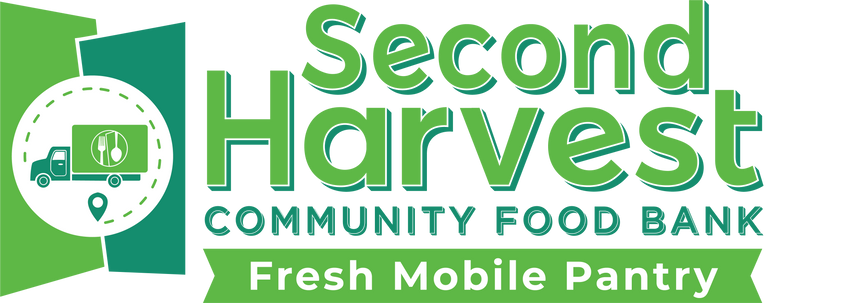 Second
Harvest
COMMUNITY FOOD BANK
Fresh Mobile Pantry